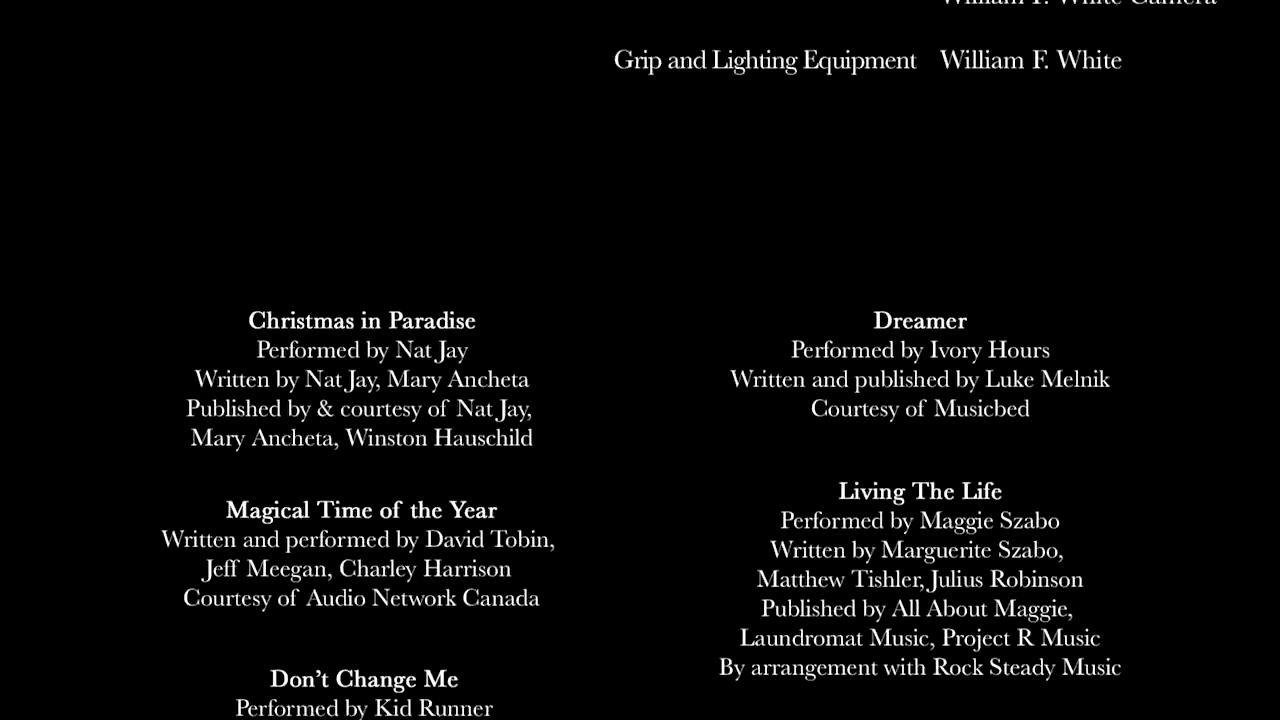 William F. White Camera
Grip and Lighting Equipment William F. White
Christmas in Paradise
Performed by Nat Jay
Written by Nat Jay, Mary Ancheta
Published by & courtesy of Nat Jay,
Mary Ancheta, Winston Hauschild
Magical Time of the Year
Written and performed by David Tobin,
Jeff Meegan, Charley Harrison
Courtesy of Audio Network Canada
Don’t Change Me
Performed by Kid Runner
Dreamer
Performed by Ivory Hours
Written and published by Luke Melnik
Courtesy of Musicbed
Living The Life
Performed by Maggie Szabo
Written by Marguerite Szabo,
Matthew Tishler, Julius Robinson
Published by All About Maggie,
Laundromat Music, Project R Music
By arrangement with Rock Steady Music